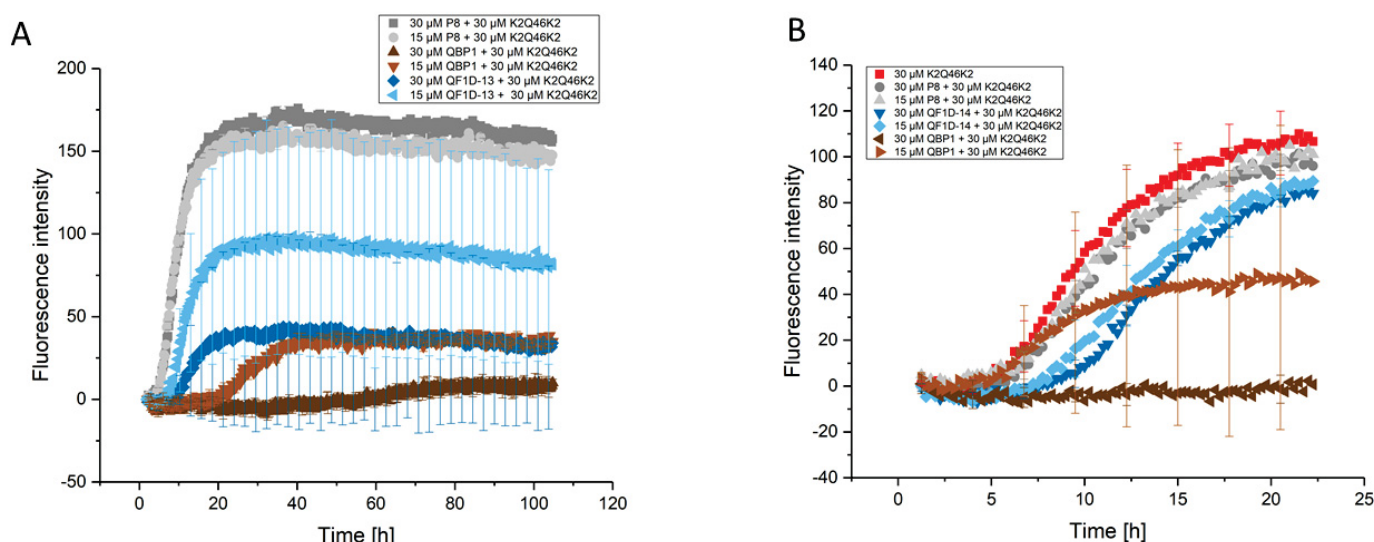 A
30 µM P8 + 30 µM K2Q46K2
15 µM P8 + 30 µM K2Q46K2
30 µM QBP1 + 30 µM K2Q46K2
15 µM QBP1 + 30 µM K2Q46K2
30 µM QF1D-13 + 30 µM K2Q46K2
15 µM QF1D-13 + 30 µM K2Q46K2
Fluorescence intensity
200
150
100
50
0
-50
0 20 40 60 80 100 120
Time [h]
B
30 µM K2Q46K2
30 µM P8 + 30 µM K2Q46K2
15 µM P8 + 30 µM K2Q46K2
30 µM QF1D-14 + 30 µM K2Q46K2
15 µM QF1D-14 + 30 µM K2Q46K2
30 µM QBP1 + 30 µM K2Q46K2
15 µM QBP1 + 30 µM K2Q46K2
Fluorescence intensity
140
120
100
80
60
40
20
0
-20
-40
0 5 10 15 20 25
Time [h]